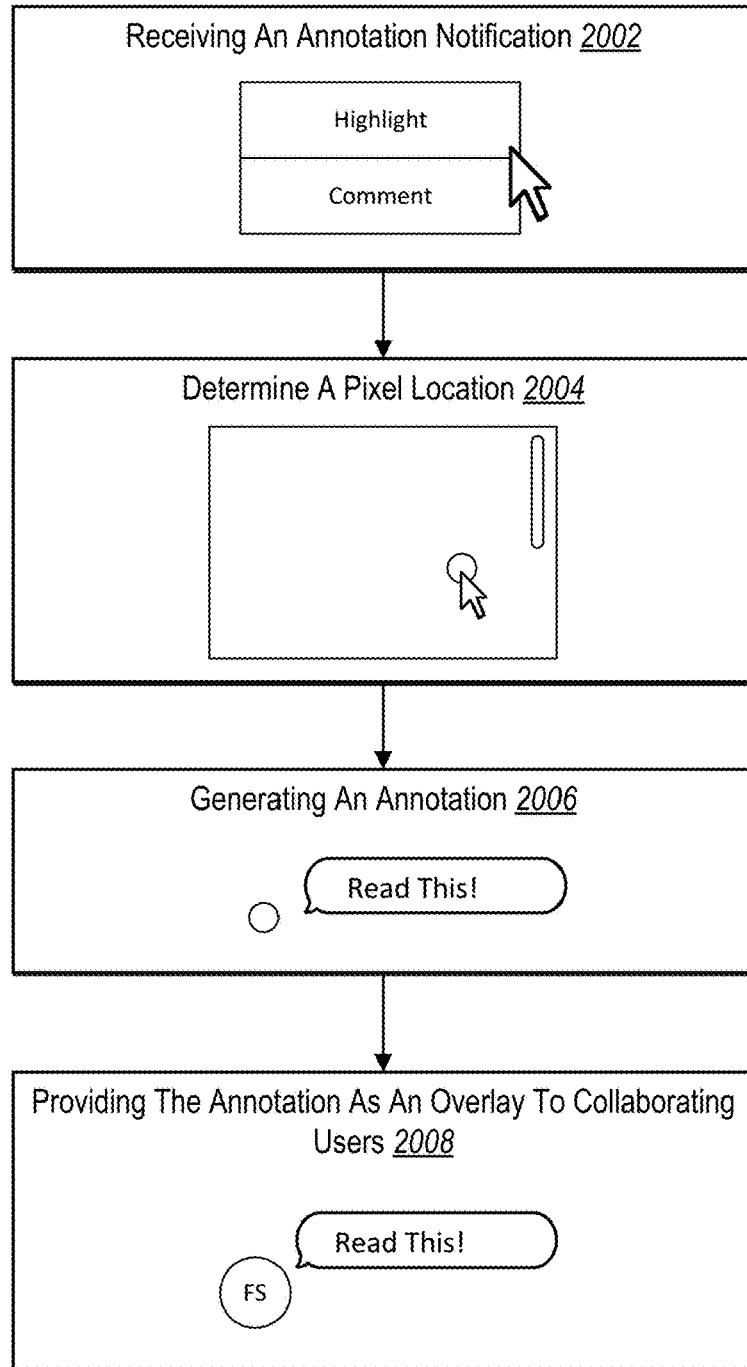 Receiving An Annotation Notification 2002
Highlight
Comment
Determine A Pixel Location 2004
Generating An Annotation 2006
Read This!
Providing The Annotation As An Overlay To Collaborating
Users 2008
Read This!
FS